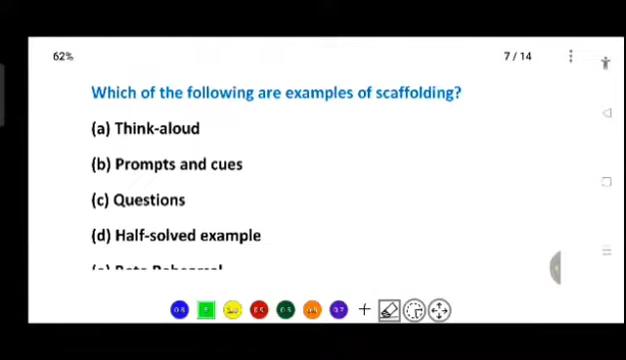 62%
7 / 14
Which of the following are examples of scaffolding?
(a) Think-aloud
(b) Prompts and cues
(c) Questions
(d) Half-solved example